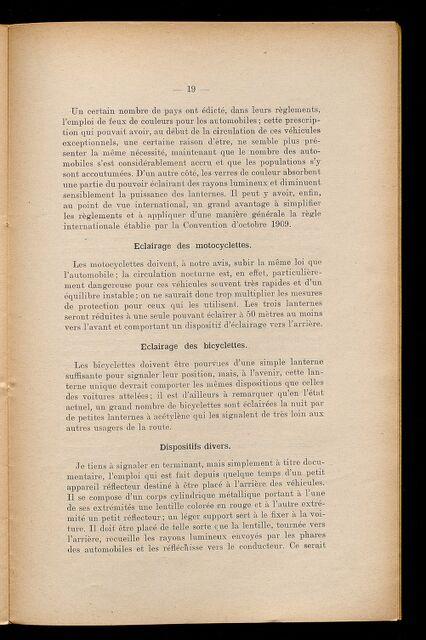 — 19 —
Un certain nombre de pays ont édicté, dans leurs règlements,
l'emploi de feux de couleurs pour les automobiles; cette prescrip-
tion qui pouvait avoir, au début de la circulation de ces véhicules
exceptionnels, une certaine raison d'être, ne semble plus pré-
senter la même nécessité, maintenant que le nombre des auto-
mobiles s'est considérablement accru et que les populations s'y
sont accoutumées. D'un autre côté, les verres de couleur absorbent
une partie du pouvoir éclairant des rayons lumineux et diminuent
sensiblement la puissance des lanternes. Il peut y avoir, enfin,
au point de vue international, un grand avantage à simplifier
les règlements et à appliquer d'une manière générale la règle
internationale établie par la Convention d'octobre 1909.
Eclairage des motocyclettes.
Les motocyclettes doivent, à notre avis, subir la même loi que
l'automobile; la circulation nocturne est, en effet, particulière-
ment dangereuse pour ces véhicules souvent très rapides et d'un
équilibre instable; on ne saurait donc trop multiplier les mesures
de protection pour ceux qui les utilisent. Les trois lanternes
seront réduites à une seule pouvant éclairer à 50 mètres au moins
vers l'avant et comportant un dispositif d'éclairage vers l'arrière.
Eclairage des bicyclettes.
Les bicyclettes doivent être pourvues d'une simple lanterne
suffisante pour signaler leur position, mais, à l'avenir, cette lan-
terne unique devrait comporter les mêmes dispositions que celles
des voitures attelées; il est d'ailleurs à remarquer qu'en l'état
actuel, un grand nombre de bicyclettes sont éclairées la nuit par
de petites lanternes à acétylène qui les signalent de très loin aux
autres usagers de la route.
Dispositifs divers.
Je tiens à signaler en terminant, mais simplement à titre docu-
mentaire, l'emploi qui est fait depuis quelque temps d'un petit
appareil réflecteur destiné à être placé à l'arrière des véhicules.
Il se compose d'un corps cylindrique métallique portant à l'une
de ses extrémités une lentille colorée en rouge et à l'autre extré-
mité un petit réflecteur; un léger support sert à le fixer à la voi-
ture. Il doit être placé de telle sorte que la lentille, tournée vers
l'arrière, recueille les rayons lumineux envoyés par les phares
des automobiles et les réfléchisse vers le conducteur. Ce serait